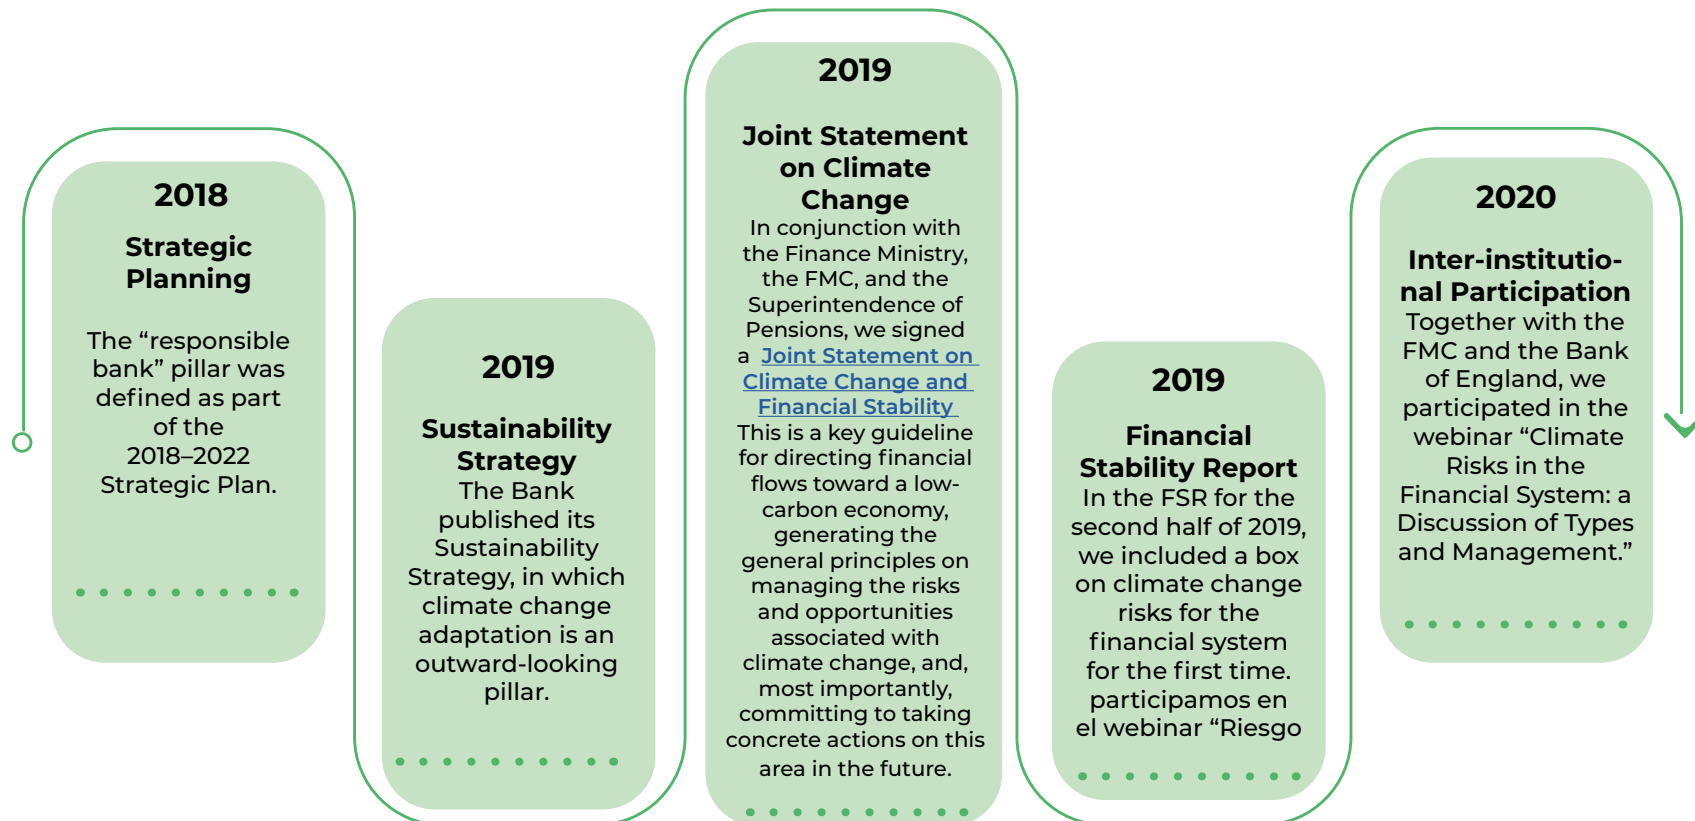 2018
Strategic
Planning
The “responsible
bank” pillar was
defined as part
of the
2018–2022
Strategic Plan.
2019
Sustainability
Strategy
The Bank
published its
Sustainability
Strategy, in which
climate change
adaptation is an
outward-looking
pillar.
2019
Joint Statement
on Climate
Change
In conjunction with
the Finance Ministry,
the FMC, and the
Superintendence of
Pensions, we signed
a Joint Statement on
Climate Change and
Financial Stability
This is a key guideline
for directing financial
flows toward a low-
carbon economy,
generating the
general principles on
managing the risks
and opportunities
associated with
climate change, and,
most importantly,
committing to taking
concrete actions on this
area in the future.
2019
Financial
Stability Report
In the FSR for the
second half of 2019,
we included a box
on climate change
risks for the
financial system
for the first time.
participamos en
el webinar “Riesgo
2020
Inter-institutio-
nal Participation
Together with the
FMC and the Bank
of England, we
participated in the
webinar “Climate
Risks in the
Financial System: a
Discussion of Types
and Management.”